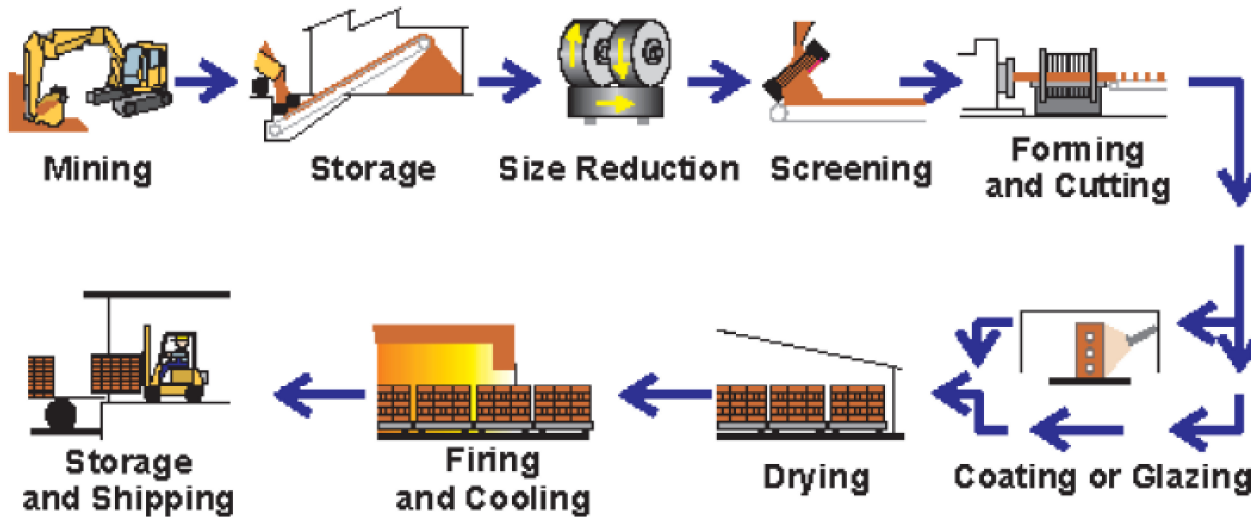 Mining
Storage
Size Reduction
Screening
Forming
and Cutting
Storage
and Shipping
Firing
and Cooling
Drying
Coating or Glazing